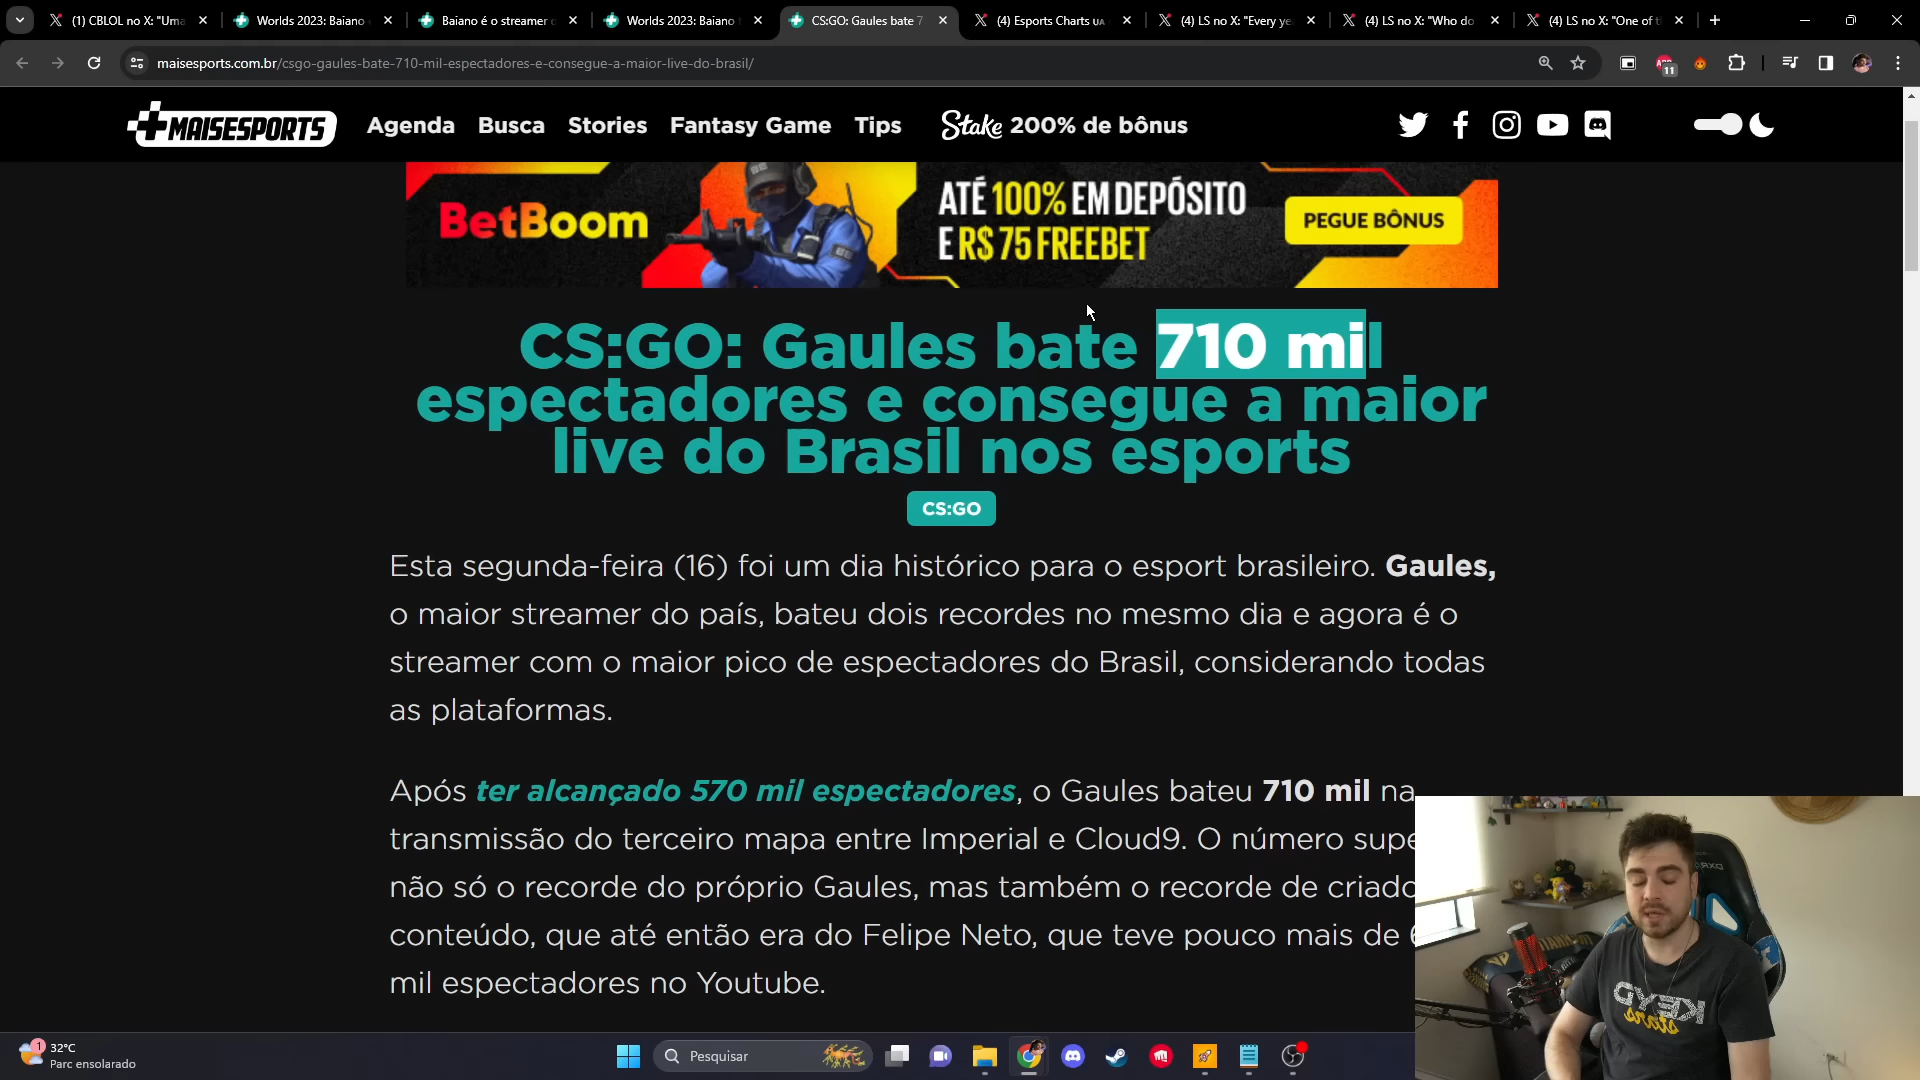 (1) CBLOL no X: "Uma
Worlds 2023: Baiano
Baiano é o streamer
Worlds 2023: Baiano
CS:GO: Gaules bate 7
(4) Esports Charts UA
(4) LS no X: "Every ye
(4) LS no X: "Who do
(4) LS no X: "One of t
maisesports.com.br/csgo-gaules-bate-710-mil-espectadores-e-consegue-a-maior-live-do-brasil/
11
MAISESPORTS
Agenda
Busca
Stories
Fantasy Game
Tips
Stake 200% de bônus
BetBoom
ATÉ 100% EM DEPÓSITO
E R$ 75 FREEBET
PEGUE BÔNUS
CS:GO: Gaules bate 710 mil
espectadores e consegue a maior
live do Brasil nos esports
CS:GO
Esta segunda-feira (16) foi um dia histórico para o esport brasileiro. Gaules,
o maior streamer do país, bateu dois recordes no mesmo dia e agora é o
streamer com o maior pico de espectadores do Brasil, considerando todas
as plataformas.
Após ter alcançado 570 mil espectadores, o Gaules bateu 710 mil na
transmissão do terceiro mapa entre Imperial e Cloud9. O número supe
não só o recorde do próprio Gaules, mas também o recorde de criado
conteúdo, que até então era do Felipe Neto, que teve pouco mais de 6
mil espectadores no Youtube.
KEYD
stars
1
32°C
Parc ensolarado
Pesquisar